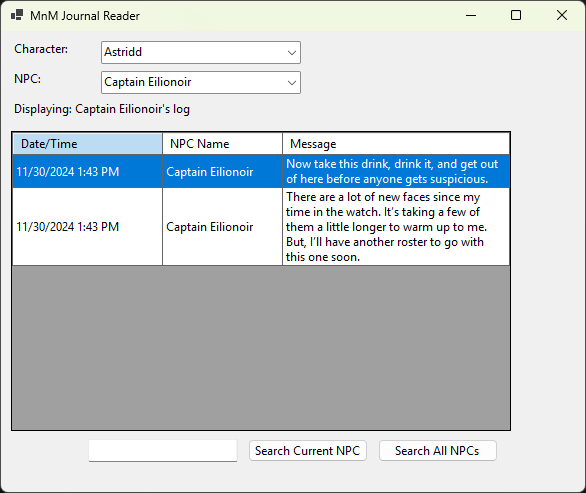 MnM Journal Reader
Character: Astridd
NPC: Captain Eilionoir
Displaying: Captain Eilionoir's log
Date/Time NPC Name Message
11/30/2024 1:43 PM Captain Eilionoir Now take this drink, drink it, and get out
of here before anyone gets suspicious.
There are a lot of new faces since my
time in the watch. It's taking a few of
11/30/2024 1:43 PM Captain Eilionoir them a little longer to warm up to me.
But, I'll have another roster to go with
this one soon.
Search Current NPC Search All NPCs